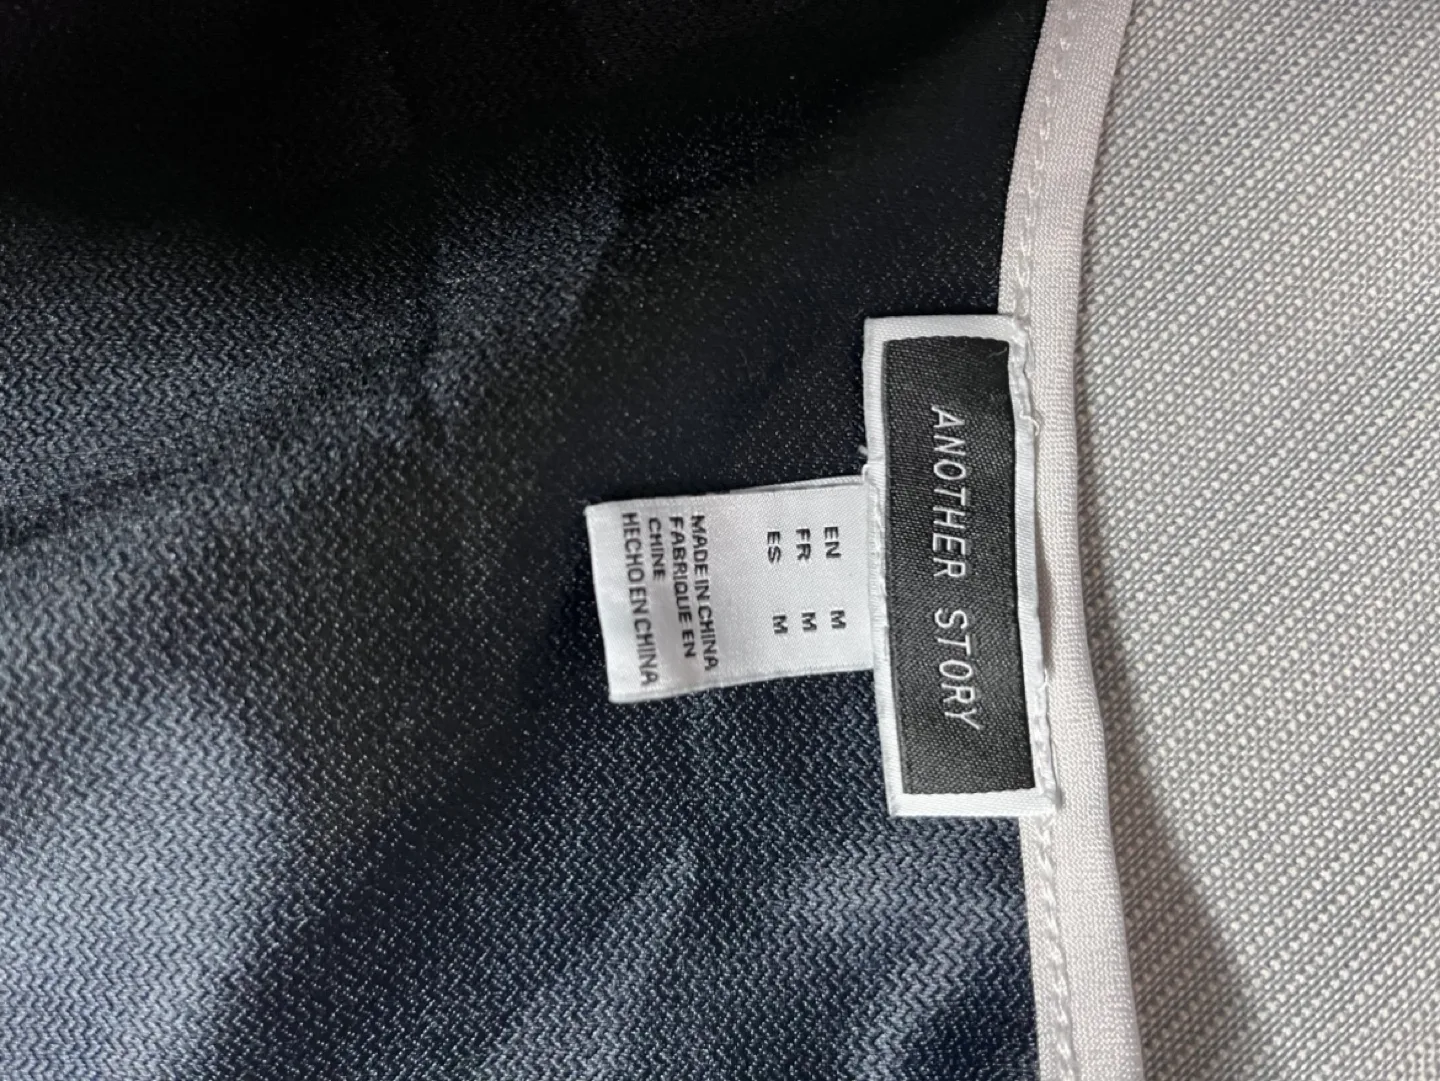 ANOTHER STORY
EN M
FR M
ES M
MADE IN CHINA
FABRIQUE EN
CHINE
HECHO EN CHINA